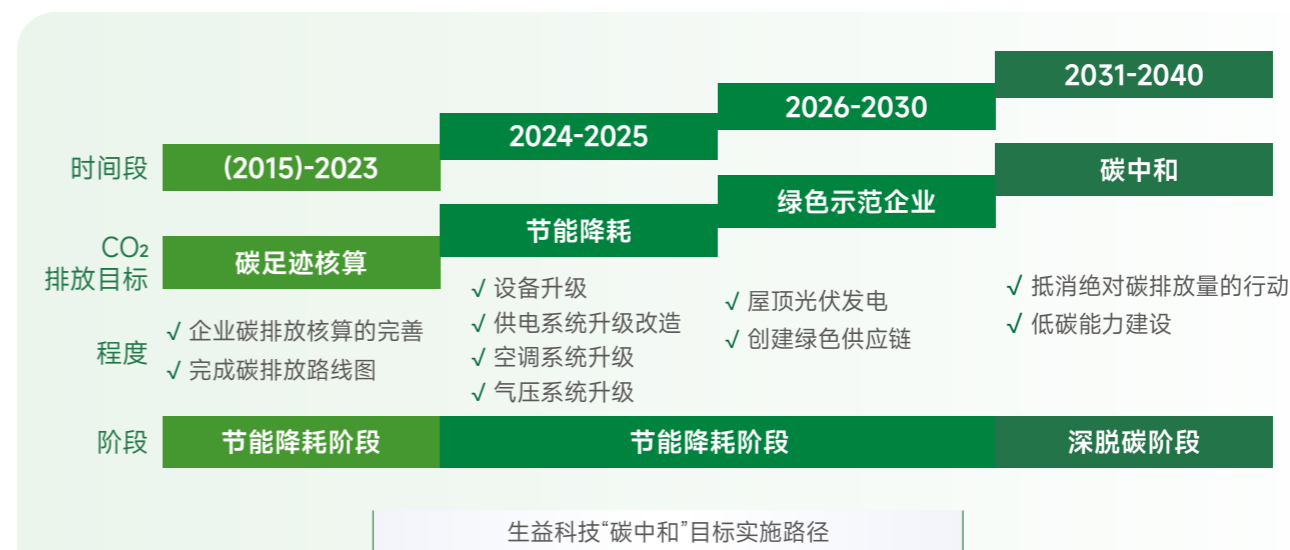 时间段
(2015)-2023
2024-2025
2026-2030
2031-2040
CO₂
排放目标
碳足迹核算
节能降耗
绿色示范企业
碳中和
程度
√ 企业碳排放核算的完善
√ 完成碳排放路线图
√ 设备升级
√ 供电系统升级改造
√ 空调系统升级
√ 气压系统升级
√ 屋顶光伏发电
√ 创建绿色供应链
√ 抵消绝对碳排放量的行动
√ 低碳能力建设
阶段
节能降耗阶段
节能降耗阶段
深脱碳阶段
生益科技“碳中和”目标实施路径